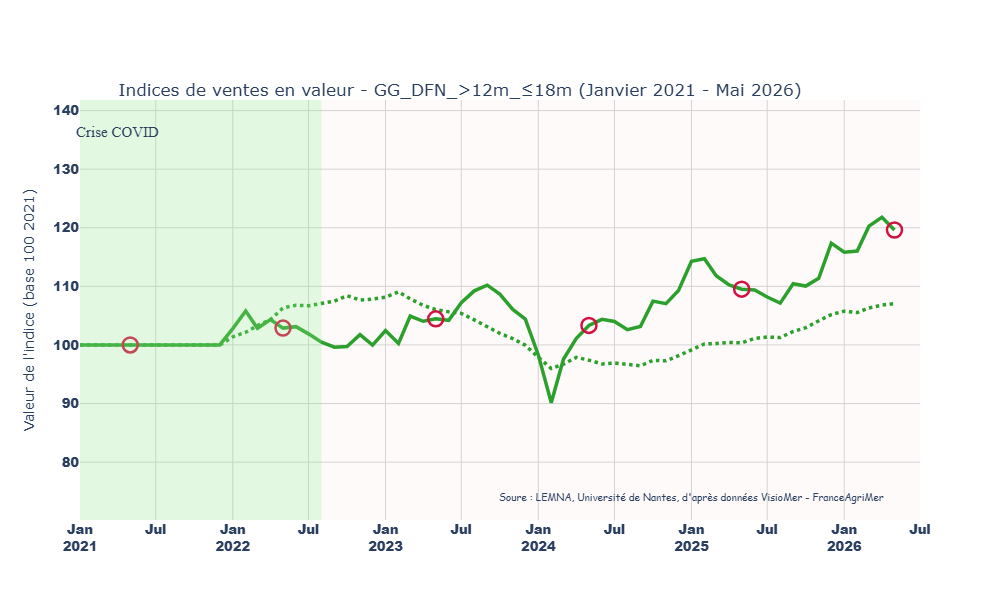 Indices de ventes en valeur - GG_DFN_>12m_≤18m (Janvier 2021 - Mai 2026)
Valeur de l'indice (base 100 2021)
140
Crise COVID
130
120
110
100
90
80
Soure : LEMNA, Université de Nantes, d'après données VisioMer - FranceAgriMer
Jan Jul Jan Jul Jan Jul Jan Jul Jan Jul Jan Jul
2021 2022 2023 2024 2025 2026